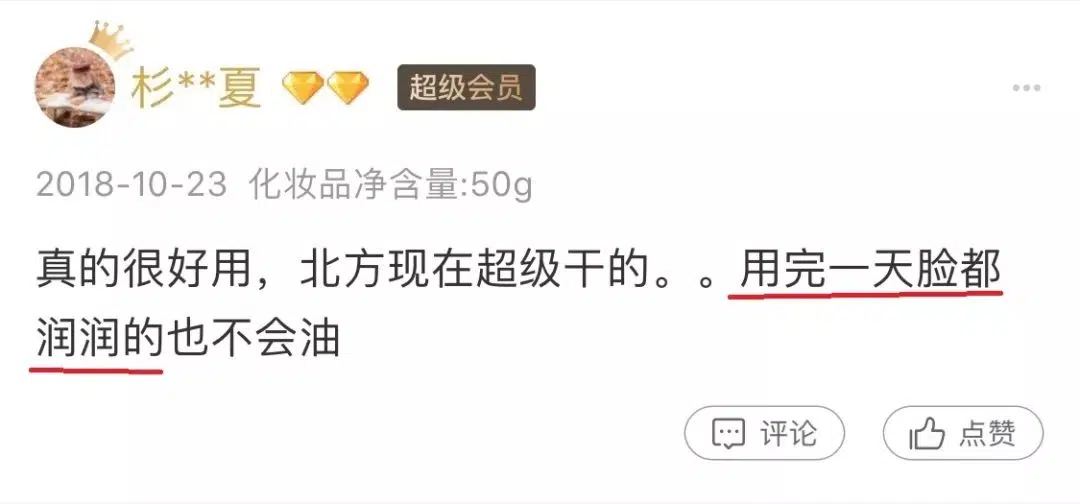 杉**夏 超级会员
2018-10-23 化妆品净含量:50g
真的很好用，北方现在超级干的。。用完一天脸都
润润的也不会油
评论 点赞